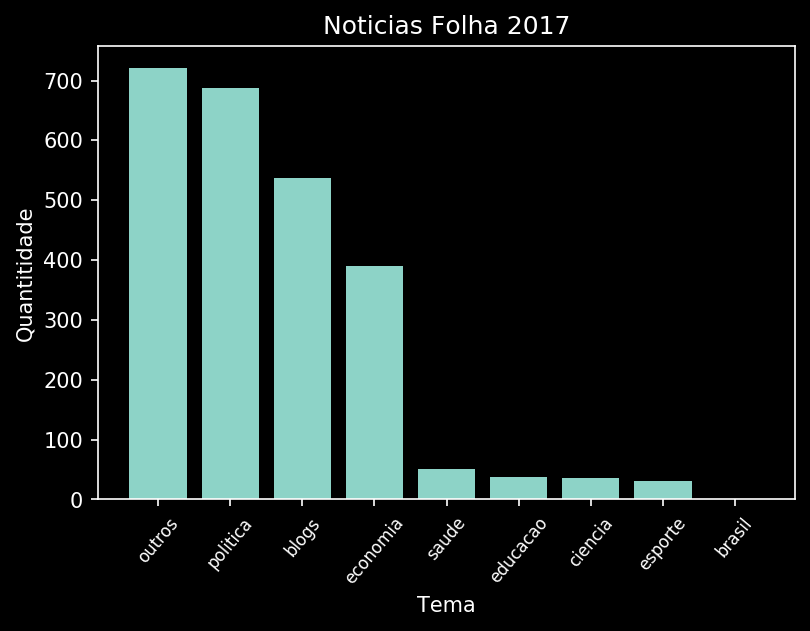 Noticias Folha 2017
Quantitidade
700
600
500
400
300
200
100
0
outros
politica
blogs
economia
saude
educacao
ciencia
esporte
brasil
Tema